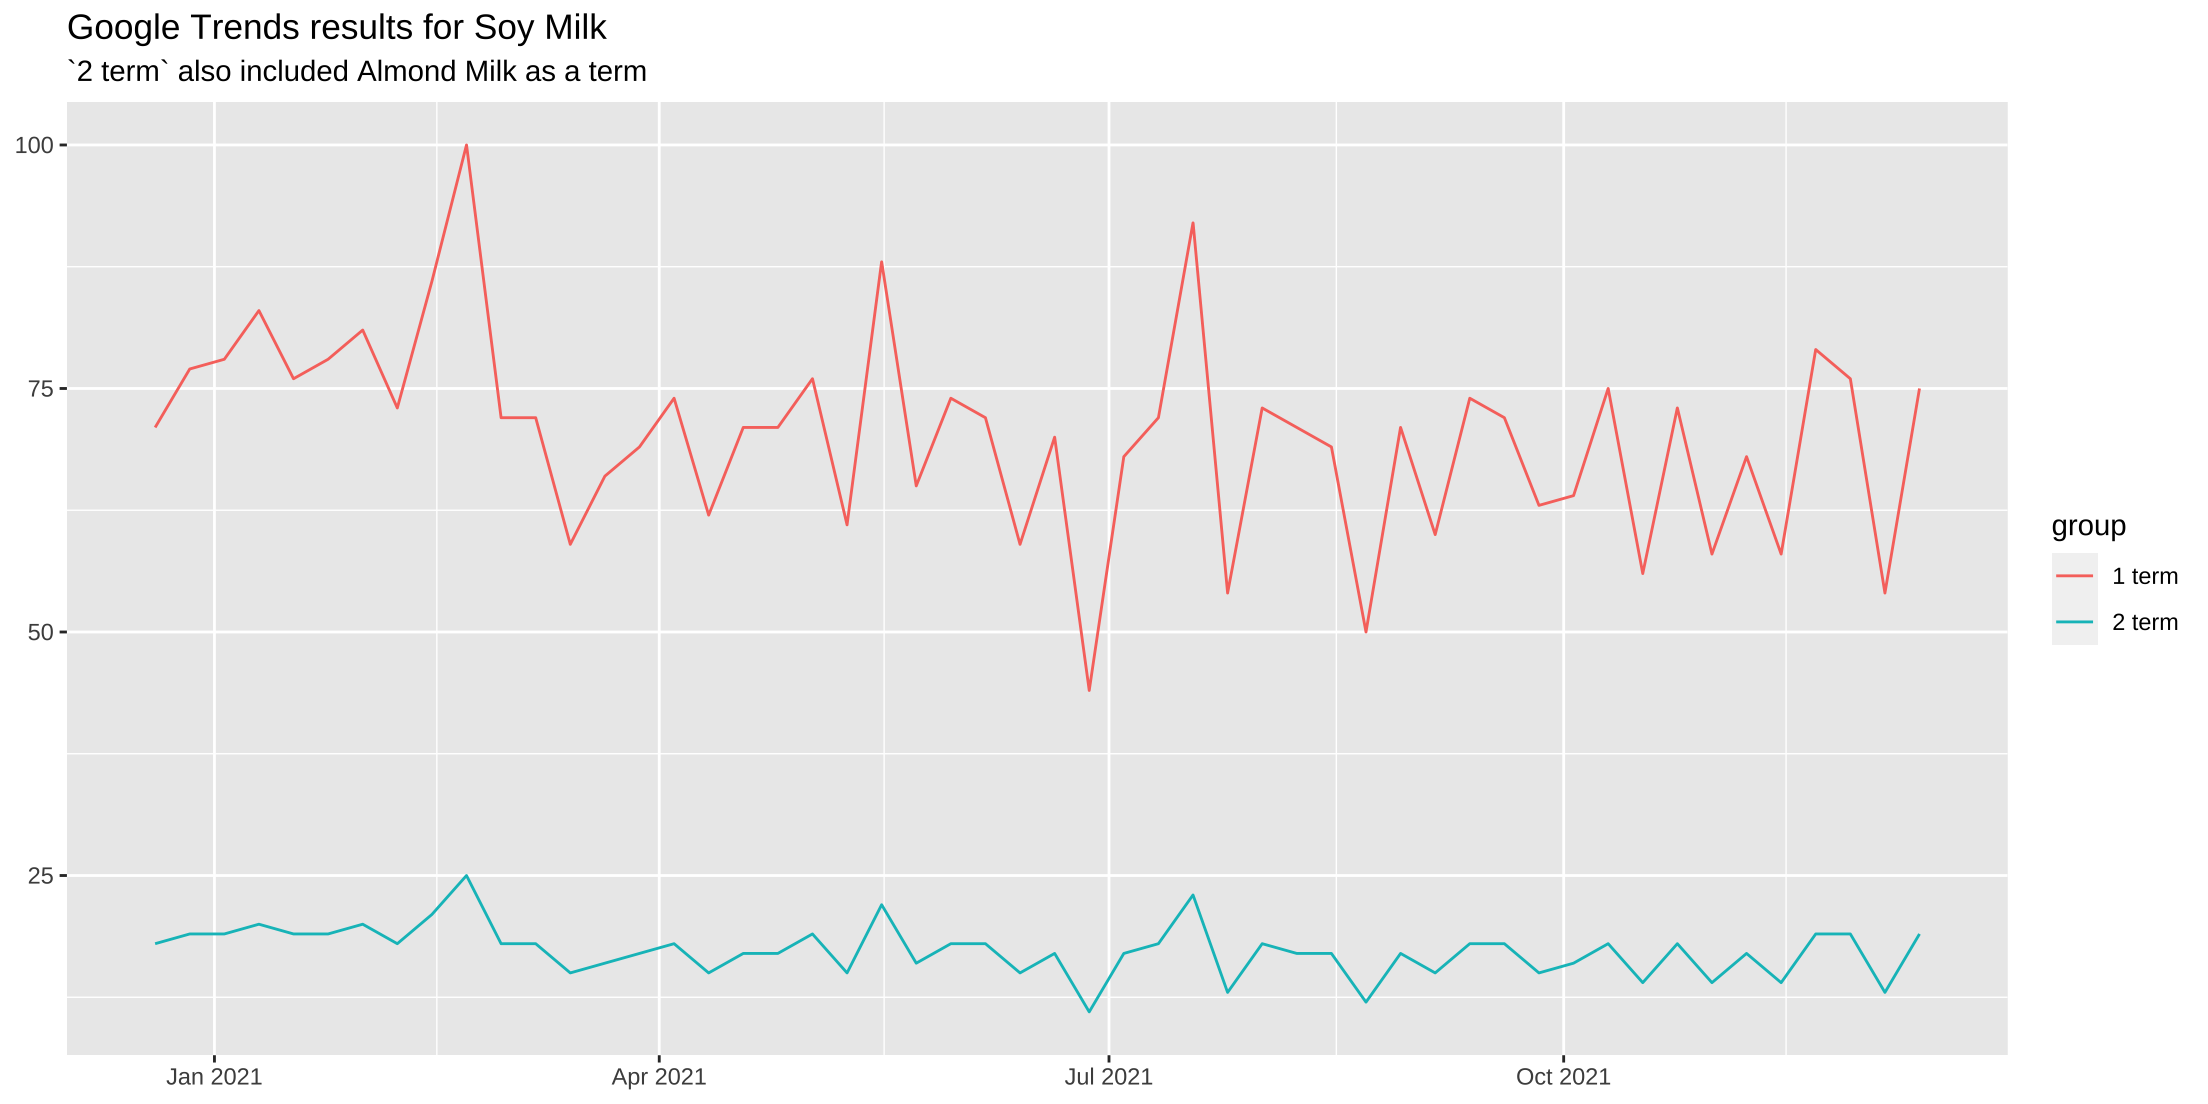 Google Trends results for Soy Milk
`2 term` also included Almond Milk as a term
100
75
50
25
Jan 2021
Apr 2021
Jul 2021
Oct 2021
group
1 term
2 term